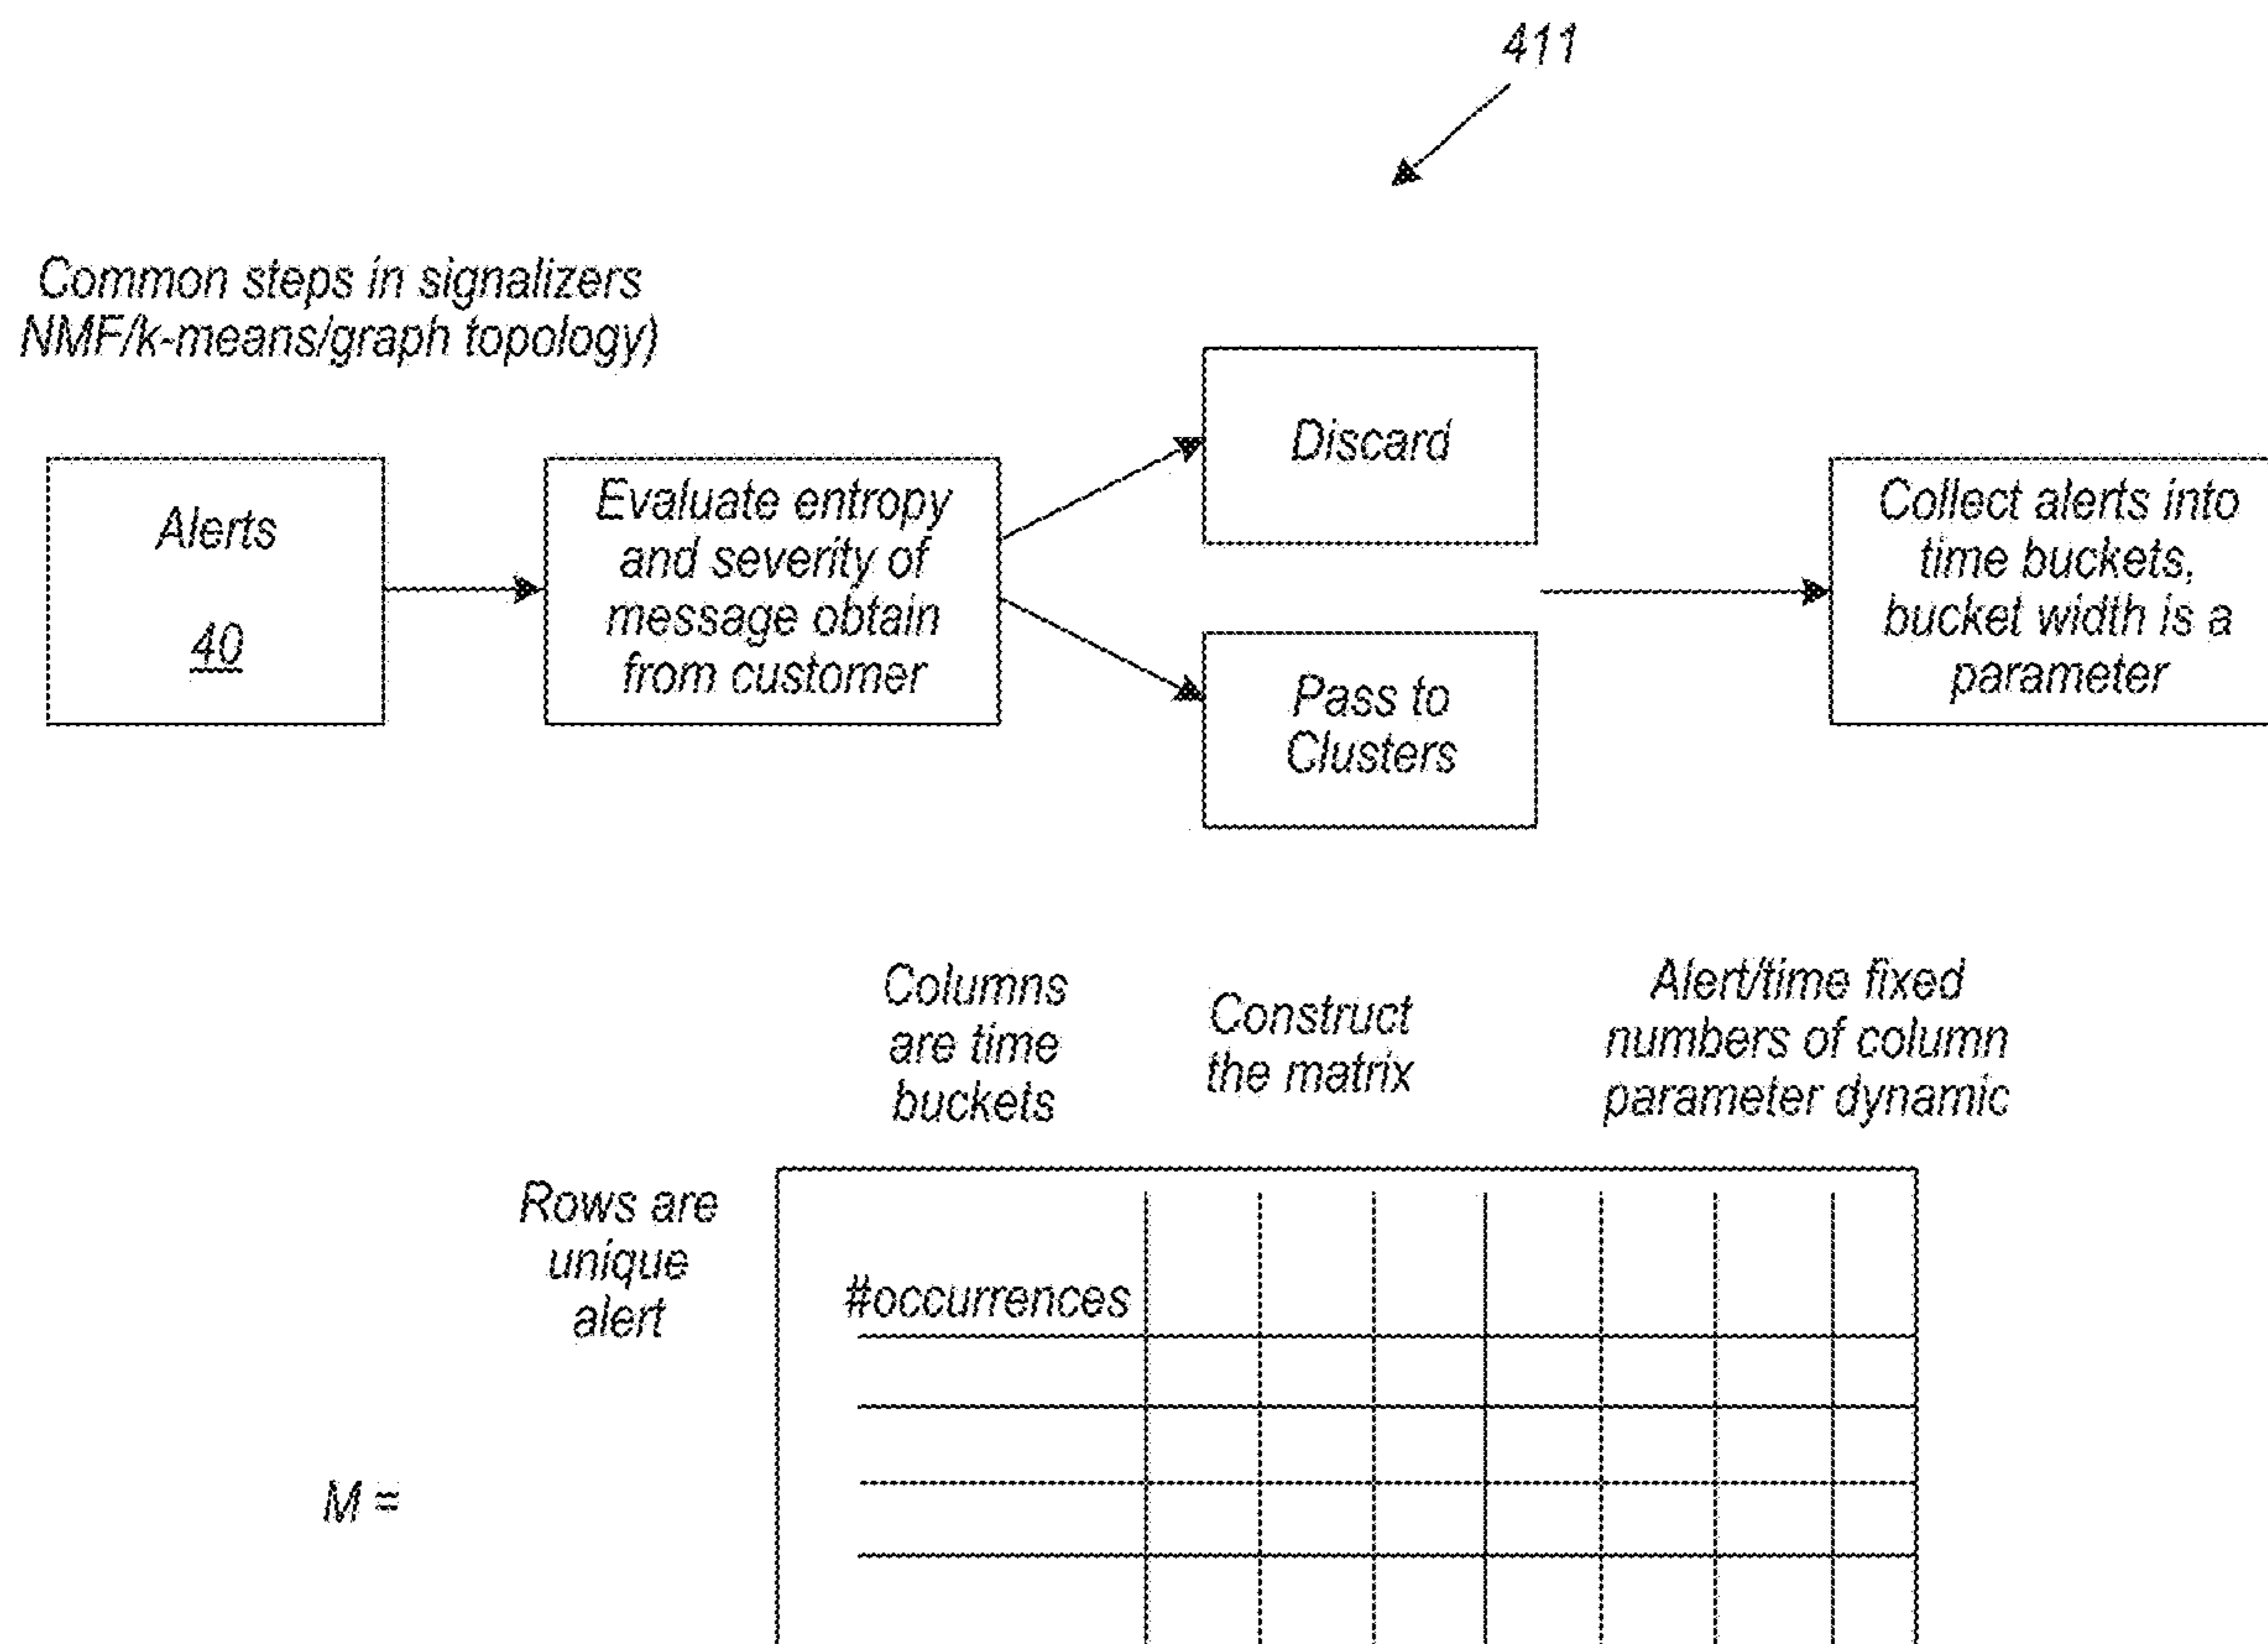 411
Common steps in signalizers
NMF/k-means/graph topology)
Alerts
40
Evaluate entropy
and severity of
message obtain
from customer
Discard
Pass to
Clusters
Collect alerts into
time buckets,
bucket width is a
parameter
Columns
are time
buckets
Construct
the matrix
Alert/time fixed
numbers of column
parameter dynamic
Rows are
unique
alert
#occurrences
M =